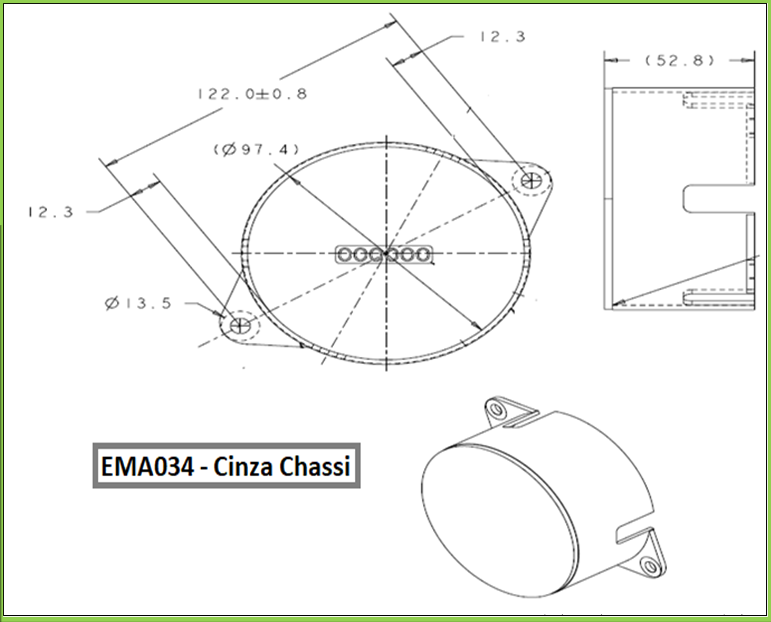 12.3
(52.8)
122.0±0.8
(Ø97.4)
12.3
Ø13.5
EMA034 - Cinza Chassi